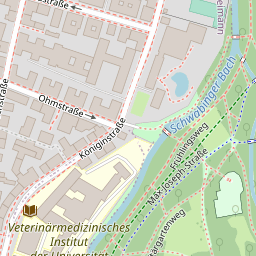 straße
Ohmstraße
Königinstraße
Schwabinger Bach
Frühlingsweg
Max-Joseph-Straße
Veterinärmedizinisches
Institut
der Universität